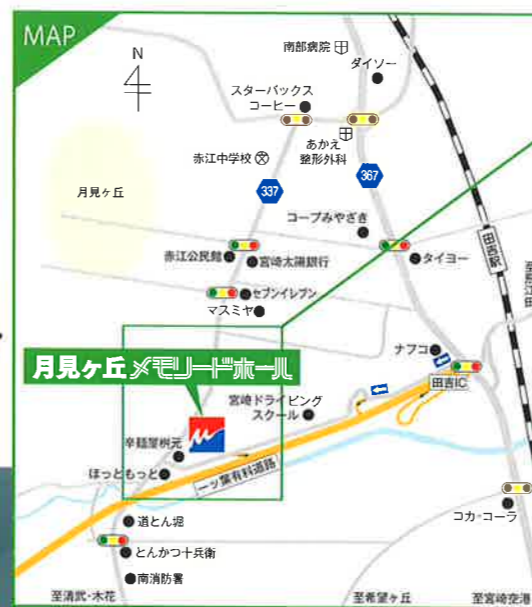 MAP
N
南部病院
ダイソー
スターバックス
コーヒー
あかえ
整形外科
赤江中学校
文
337
367
月見ヶ丘
コープみやざき
赤江公民館
宮崎太陽銀行
タイヨー
田吉駅
セブンイレブン
マスミヤ
月見ヶ丘メモリードホール
ナフコ
田吉IC
宮崎ドライビング
スクール
辛麺屋桝元
ほっともっと
一ッ葉有料道路
道とん堀
とんかつ十兵衛
南消防署
コカ・コーラ
至清武・木花
至希望ヶ丘
至宮崎空港